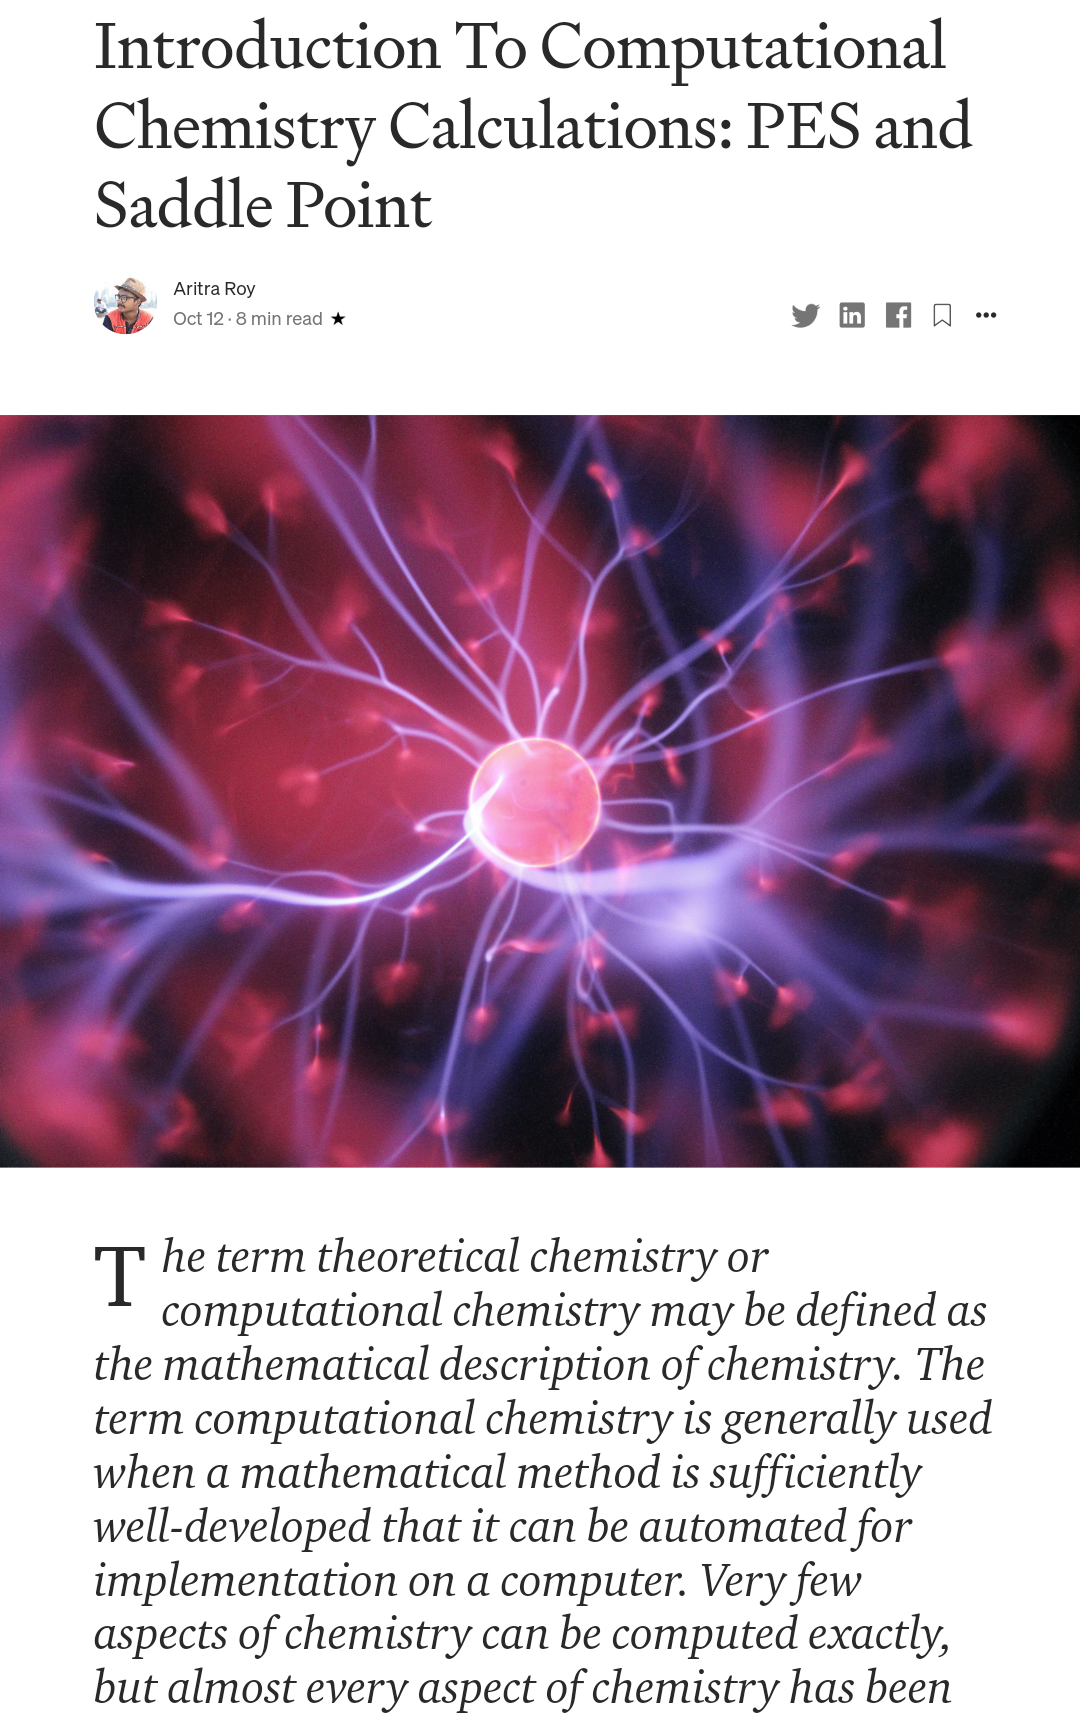 Introduction To Computational
Chemistry Calculations: PES and
Saddle Point
Aritra Roy
Oct 12 · 8 min read ★
The term theoretical chemistry or
computational chemistry may be defined as
the mathematical description of chemistry. The
term computational chemistry is generally used
when a mathematical method is sufficiently
well-developed that it can be automated for
implementation on a computer. Very few
aspects of chemistry can be computed exactly,
but almost every aspect of chemistry has been